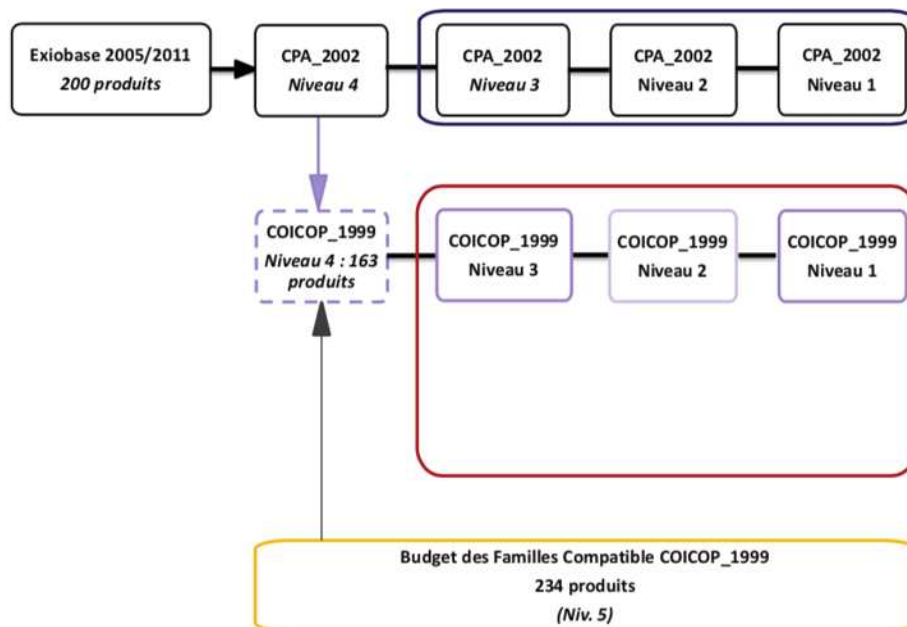 Exiobase 2005/2011
200 produits
CPA_2002
Niveau 4
CPA_2002
Niveau 3
CPA_2002
Niveau 2
CPA_2002
Niveau 1
COICOP_1999
Niveau 4 : 163
produits
COICOP_1999
Niveau 3
COICOP_1999
Niveau 2
COICOP_1999
Niveau 1
Budget des Familles Compatible COICOP_1999
234 produits
(Niv. 5)